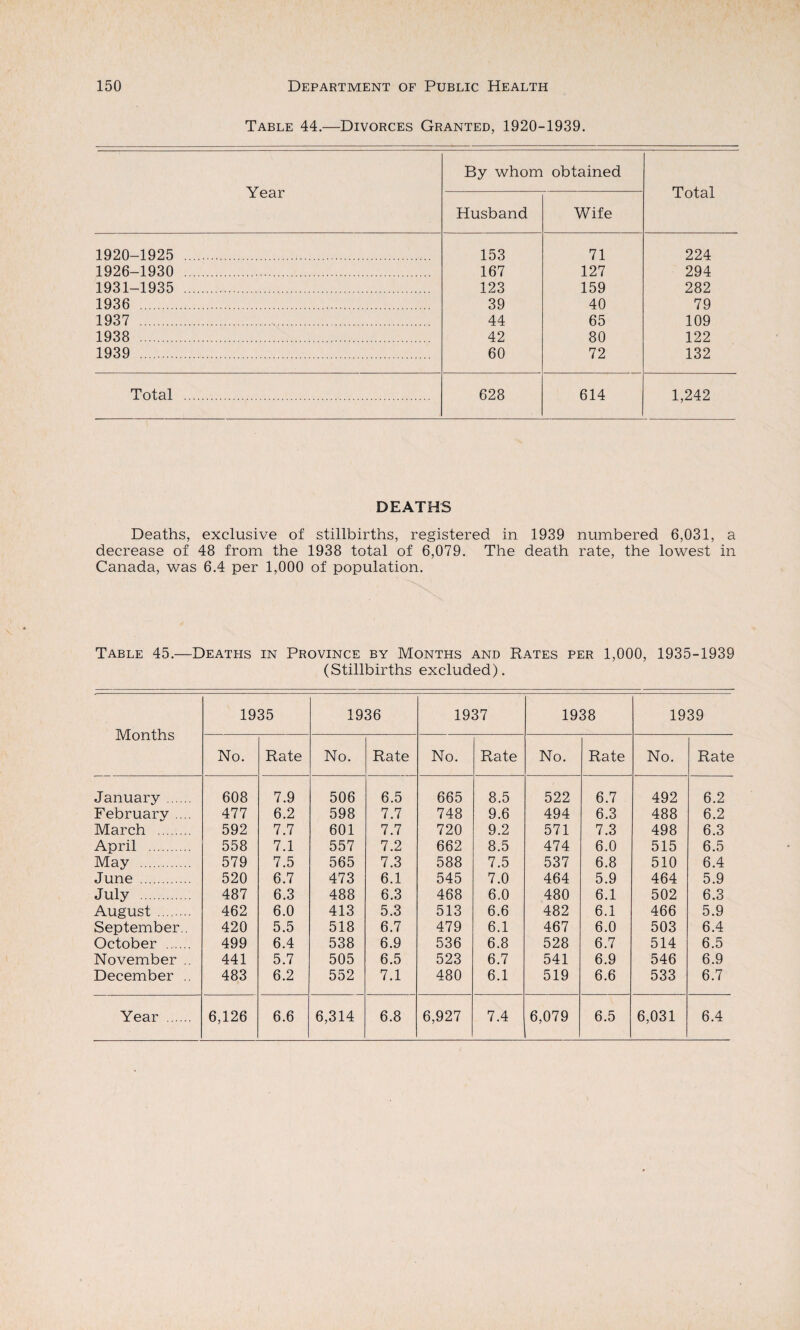 150 Department of Public Health
Table 44.—Divorces Granted, 1920-1939.
Year By whom obtained Total
Husband Wife
1920-1925 ........ 153 71 224
1926-1930 ........ 167 127 294
1931-1935 ........ 123 159 282
1936 ........ 39 40 79
1937 ........ 44 65 109
1938 ........ 42 80 122
1939 ........ 60 72 132
Total ........ 628 614 1,242
DEATHS
Deaths, exclusive of stillbirths, registered in 1939 numbered 6,031, a
decrease of 48 from the 1938 total of 6,079. The death rate, the lowest in
Canada, was 6.4 per 1,000 of population.
Table 45.—Deaths in Province by Months and Rates per 1,000, 1935-1939
(Stillbirths excluded).
Months 1935 1936 1937 1938 1939
No. Rate No. Rate No. Rate No. Rate No. Rate
January ...... 608 7.9 506 6.5 665 8.5 522 6.7 492 6.2
February .... 477 6.2 598 7.7 748 9.6 494 6.3 488 6.2
March ........ 592 7.7 601 7.7 720 9.2 571 7.3 498 6.3
April .......... 558 7.1 557 7.2 662 8.5 474 6.0 515 6.5
May ............ 579 7.5 565 7.3 588 7.5 537 6.8 510 6.4
June ............ 520 6.7 473 6.1 545 7.0 464 5.9 464 5.9
July ............ 487 6.3 488 6.3 468 6.0 480 6.1 502 6.3
August ........ 462 6.0 413 5.3 513 6.6 482 6.1 466 5.9
September.. 420 5.5 518 6.7 479 6.1 467 6.0 503 6.4
October ...... 499 6.4 538 6.9 536 6.8 528 6.7 514 6.5
November .. 441 5.7 505 6.5 523 6.7 541 6.9 546 6.9
December .. 483 6.2 552 7.1 480 6.1 519 6.6 533 6.7
Year ...... 6,126 6.6 6,314 6.8 6,927 7.4 6,079 6.5 6,031 6.4